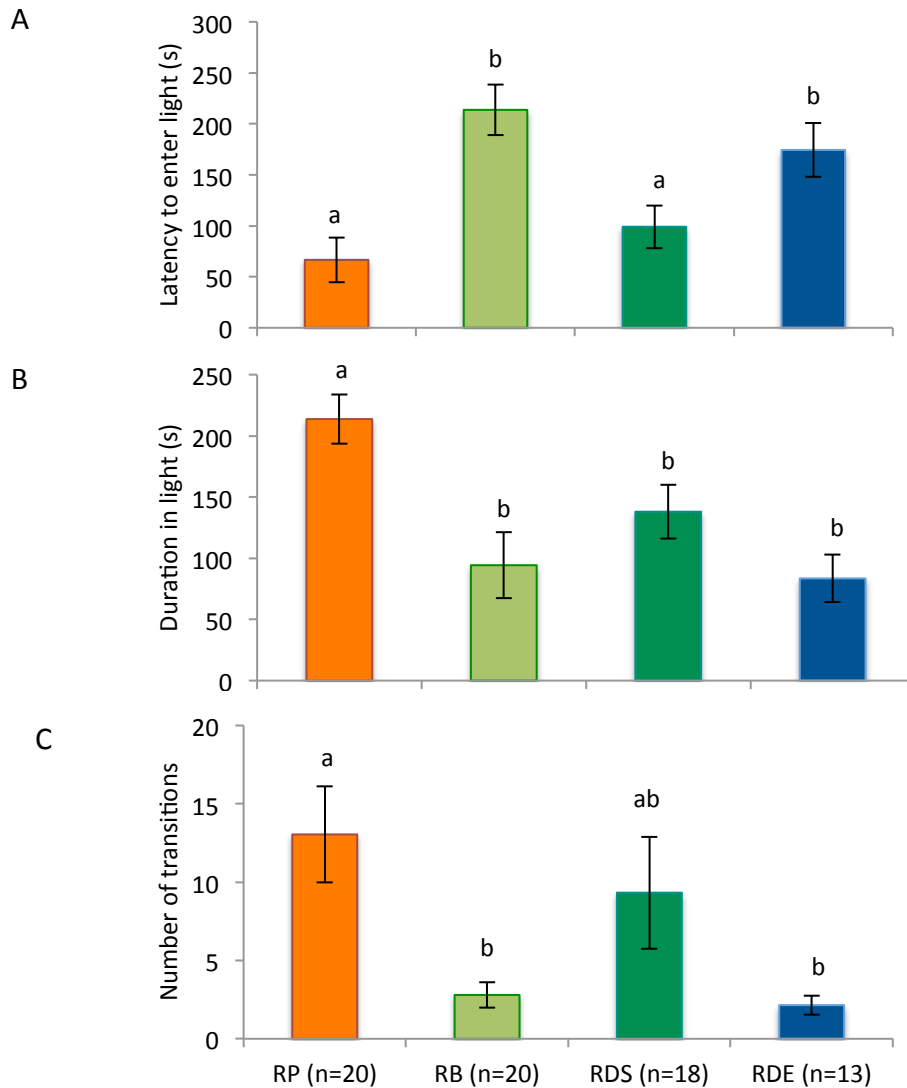 A
Latency to enter light (s)
300
250
200
150
100
50
0
a
b
a
b
B
Duration in light (s)
250
200
150
100
50
0
a
b
b
b
C
Number of transitions
20
15
10
5
0
a
b
ab
b
RP (n=20) RB (n=20) RDS (n=18) RDE (n=13)